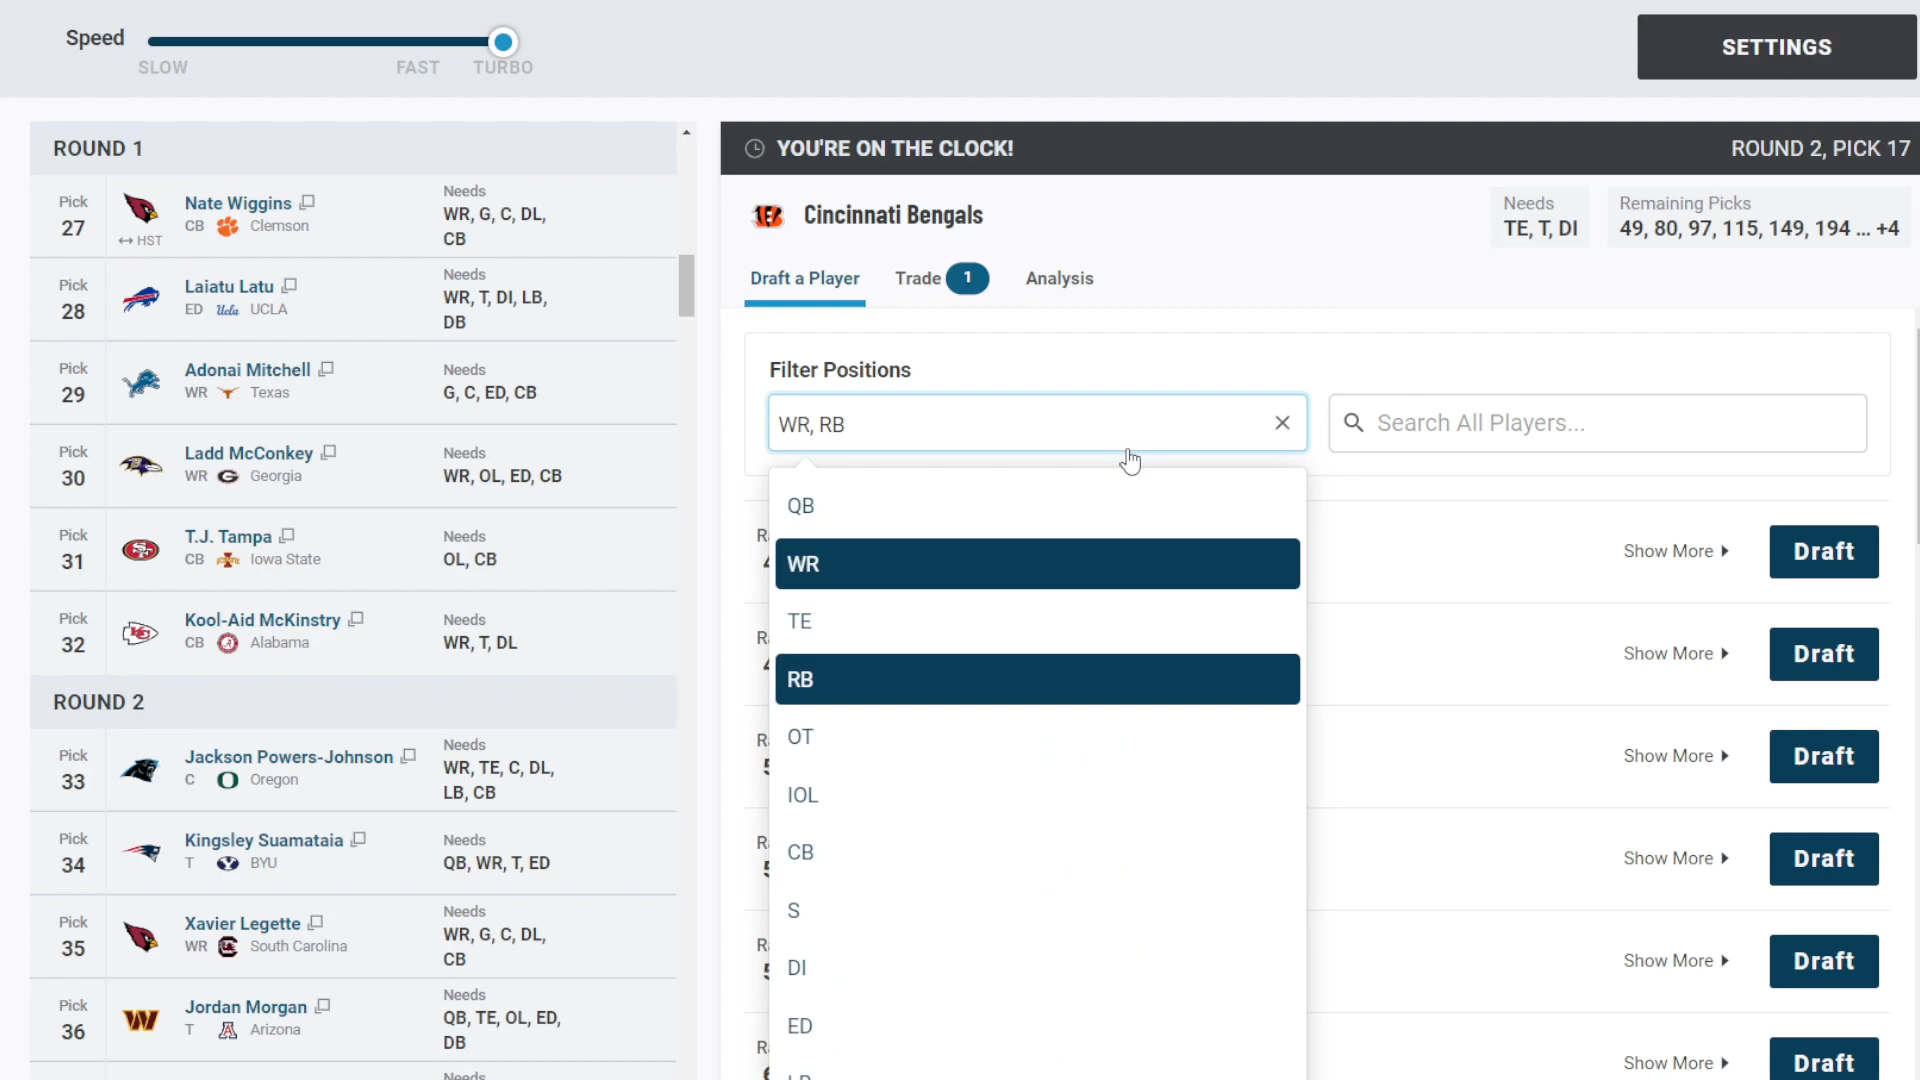 Speed
SLOW
FAST
TURBO
SETTINGS
ROUND 1
Pick
27
HST
Nate Wiggins
CB Clemson
Needs
WR, G, C, DL,
CB
Pick
28
Laiatu Latu
ED Ucla UCLA
Needs
WR, T, DI, LB,
DB
Pick
29
Adonai Mitchell
WR Texas
Needs
G, C, ED, CB
Pick
30
Ladd McConkey
WR G Georgia
Needs
WR, OL, ED, CB
Pick
31
T.J. Tampa
CB Iowa State
Needs
OL, CB
Pick
32
Kool-Aid McKinstry
CB Alabama
Needs
WR, T, DL
ROUND 2
Pick
33
Jackson Powers-Johnson
C Oregon
Needs
WR, TE, C, DL,
LB, CB
Pick
34
Kingsley Suamataia
T BYU
Needs
QB, WR, T, ED
Pick
35
Xavier Legette
WR South Carolina
Needs
WR, G, C, DL,
CB
Pick
36
Jordan Morgan
T Arizona
Needs
QB, TE, OL, ED,
DB
Needs
YOU'RE ON THE CLOCK!
ROUND 2, PICK 17
Cincinnati Bengals
Needs
TE, T, DI
Remaining Picks
49, 80, 97, 115, 149, 194 ... +4
Draft a Player
Trade 1
Analysis
Filter Positions
WR, RB
Search All Players...
QB
WR
TE
RB
OT
IOL
CB
S
DI
ED
Show More Draft
Show More Draft
Show More Draft
Show More Draft
Show More Draft
Show More Draft